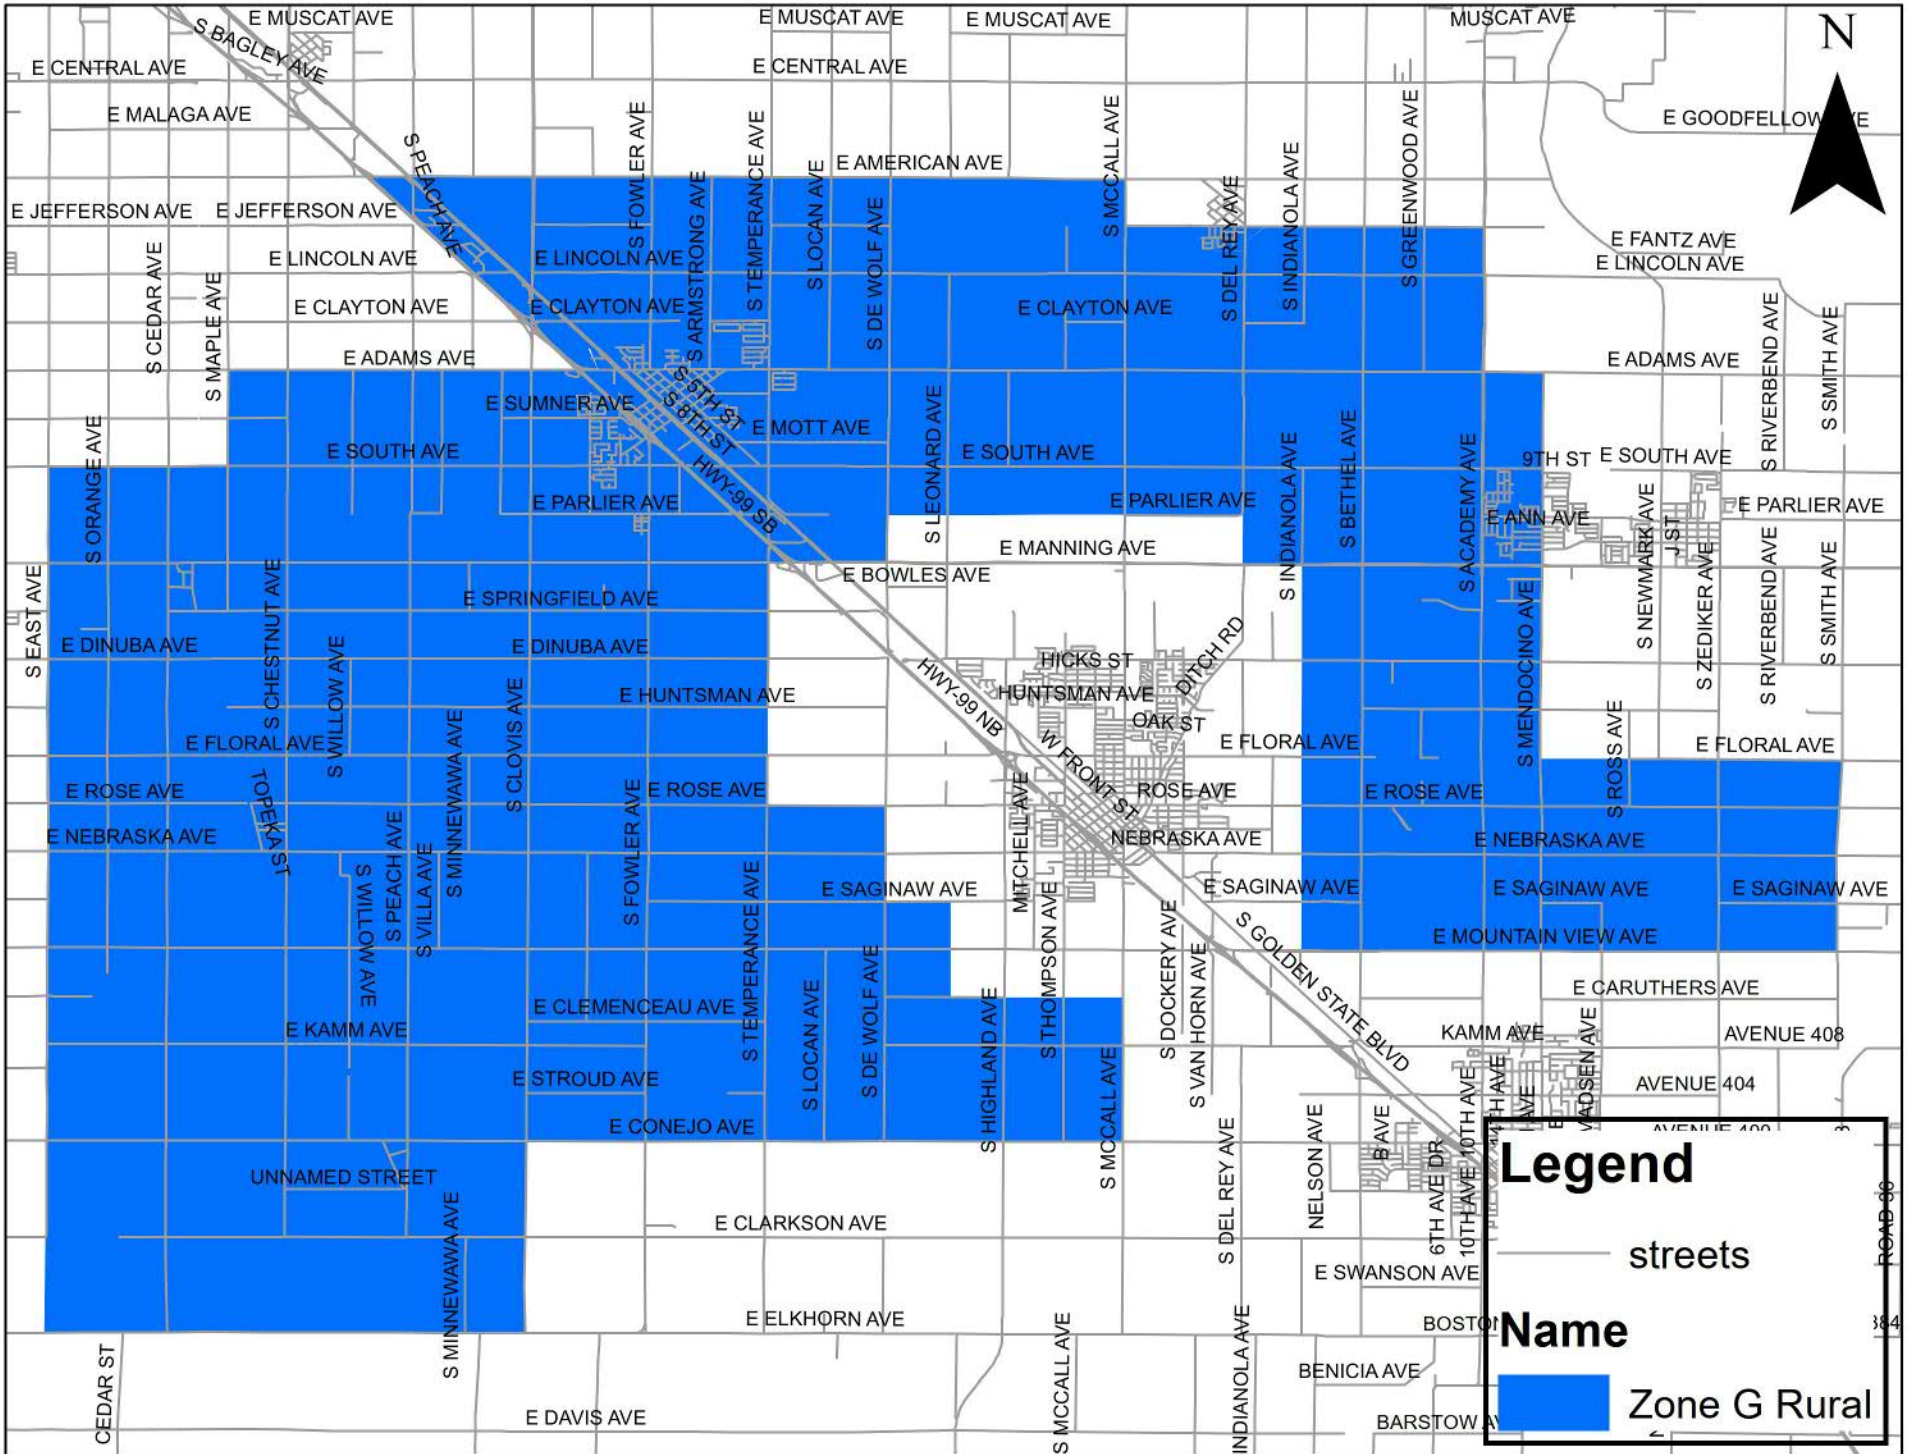 E MUSCAT AVE
E MUSCAT AVE
E MUSCAT AVE
MUSCAT AVE
N
S BAGLEY AVE
E CENTRAL AVE
E CENTRAL AVE
E MALAGA AVE
E GOODFELLOW AVE
S PEACH AVE
S FOWLER AVE
S ARMSTRONG AVE
S TEMPERANCE AVE
S LOCAN AVE
E AMERICAN AVE
S DE WOLF AVE
S MCCALL AVE
S DEL REY AVE
S INDIANOLA AVE
S GREENWOOD AVE
E JEFFERSON AVE
E JEFFERSON AVE
E FANTZ AVE
E LINCOLN AVE
E LINCOLN AVE
E LINCOLN AVE
S CEDAR AVE
S MAPLE AVE
E CLAYTON AVE
E CLAYTON AVE
E CLAYTON AVE
S RIVERBEND AVE
S SMITH AVE
E ADAMS AVE
E ADAMS AVE
S 5TH ST
S 8TH ST
E SUMNER AVE
E MOTT AVE
S LEONARD AVE
S ORANGE AVE
E SOUTH AVE
E SOUTH AVE
S INDIANOLA AVE
S BETHEL AVE
S ACADEMY AVE
9TH ST
E SOUTH AVE
HWY-99 SB
E PARLIER AVE
E PARLIER AVE
E PARLIER AVE
E ANN AVE
S NEWMARK AVE
J ST
S ZEDIKER AVE
S RIVERBEND AVE
S SMITH AVE
E MANNING AVE
E BOWLES AVE
S EAST AVE
S CHESTNUT AVE
E SPRINGFIELD AVE
S MENDOCINO AVE
E DINUBA AVE
S WILLOW AVE
E DINUBA AVE
DITCH RD
HICKS ST
HUNTSMAN AVE
HWY-99 NB
E HUNTSMAN AVE
S CLOVIS AVE
S MINNEWAWA AVE
OAK ST
W FRONT ST
E FLORAL AVE
E FLORAL AVE
S ROSS AVE
E FLORAL AVE
E ROSE AVE
TOPEKA ST
S FOWLER AVE
E ROSE AVE
MITCHELL AVE
ROSE AVE
E ROSE AVE
E NEBRASKA AVE
NEBRASKA AVE
E NEBRASKA AVE
S WILLOW AVE
S PEACH AVE
S VILLA AVE
S TEMPERANCE AVE
E SAGINAW AVE
S THOMPSON AVE
E SAGINAW AVE
E SAGINAW AVE
E SAGINAW AVE
S DOCKERY AVE
S VAN HORN AVE
S GOLDEN STATE BLVD
E MOUNTAIN VIEW AVE
S LOCAN AVE
S DE WOLF AVE
S HIGHLAND AVE
E CARUTHERS AVE
E CLEMENCEAU AVE
E KAMM AVE
KAMM AVE
MADSEN AVE
AVENUE 408
E STROUD AVE
S MCCALL AVE
AVENUE 404
E CONEJO AVE
S DEL REY AVE
NELSON AVE
B AVE
6TH AVE DR
10TH AVE
10TH AVE
AVE
AVENUE 400
UNNAMED STREET
S MINNEWAWA AVE
E CLARKSON AVE
E SWANSON AVE
ROAD 36
E ELKHORN AVE
384
CEDAR ST
S MCCALL AVE
INDIANOLA AVE
BENICIA AVE
E DAVIS AVE
Legend
streets
Name
Zone G Rural